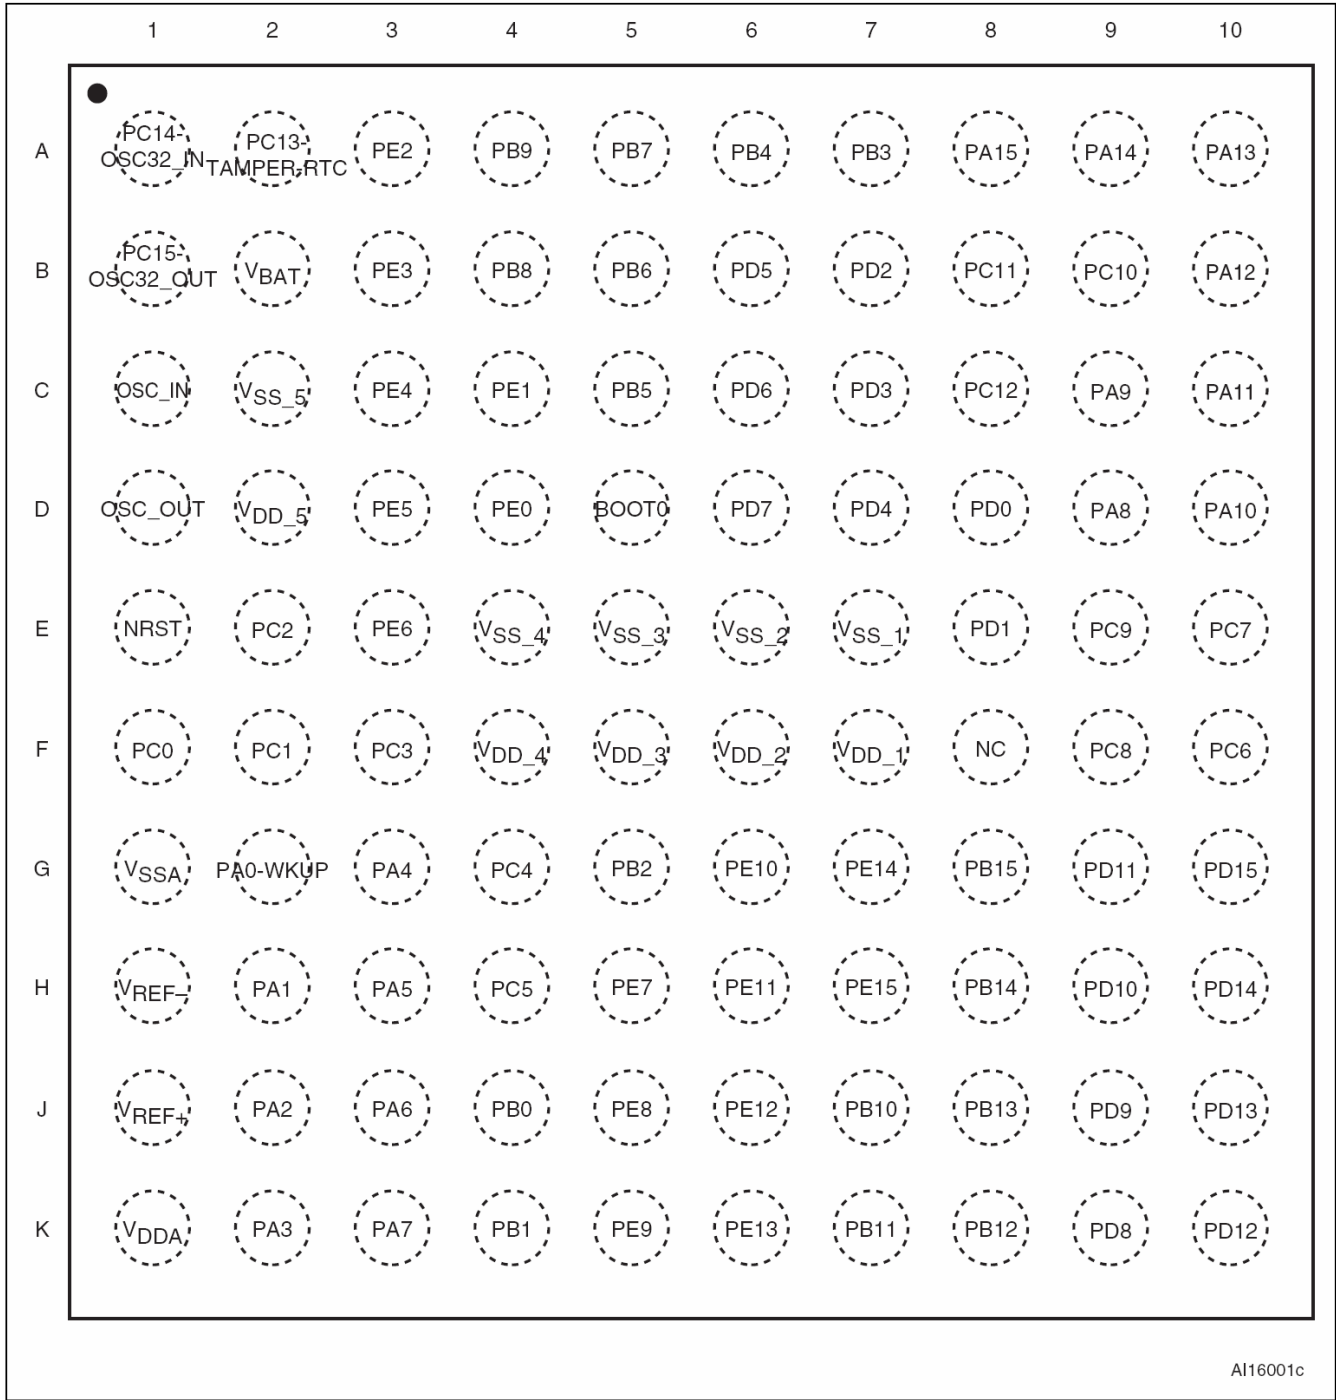 1 2 3 4 5 6 7 8 9 10
A PC14-OSC32_IN PC13-TAMPER-RTC PE2 PB9 PB7 PB4 PB3 PA15 PA14 PA13
B PC15-OSC32_OUT VBAT PE3 PB8 PB6 PD5 PD2 PC11 PC10 PA12
C OSC_IN VSS_5 PE4 PE1 PB5 PD6 PD3 PC12 PA9 PA11
D OSC_OUT VDD_5 PE5 PE0 BOOT0 PD7 PD4 PD0 PA8 PA10
E NRST PC2 PE6 VSS_4 VSS_3 VSS_2 VSS_1 PD1 PC9 PC7
F PC0 PC1 PC3 VDD_4 VDD_3 VDD_2 VDD_1 NC PC8 PC6
G VSSA PA0-WKUP PA4 PC4 PB2 PE10 PE14 PB15 PD11 PD15
H VREF– PA1 PA5 PC5 PE7 PE11 PE15 PB14 PD10 PD14
J VREF+ PA2 PA6 PB0 PE8 PE12 PB10 PB13 PD9 PD13
K VDDA PA3 PA7 PB1 PE9 PE13 PB11 PB12 PD8 PD12
AI16001c